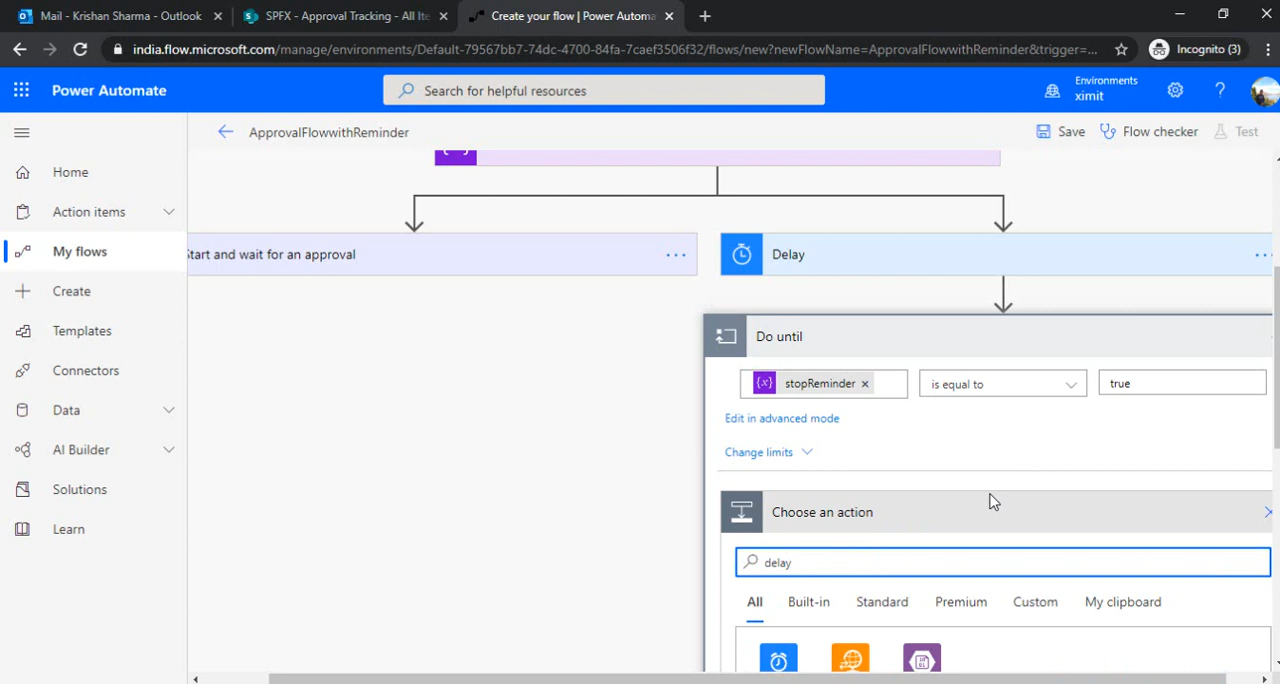 Mail - Krishan Sharma - Outlook
SPFX - Approval Tracking - All Ite
Create your flow | Power Automa
india.flow.microsoft.com/manage/environments/Default-79567bb7-74dc-4700-84fa-7caef3506f32/flows/new?newFlowName=ApprovalFlowwithReminder&trigger=...
Incognito (3)
Power Automate
Search for helpful resources
Environments
ximit
ApprovalFlowwithReminder
Save
Flow checker
Test
Home
Action items
My flows
Create
Templates
Connectors
Data
AI Builder
Solutions
Learn
Start and wait for an approval
Delay
Do until
{x} stopReminder
is equal to
true
Edit in advanced mode
Change limits
Choose an action
delay
All
Built-in
Standard
Premium
Custom
My clipboard